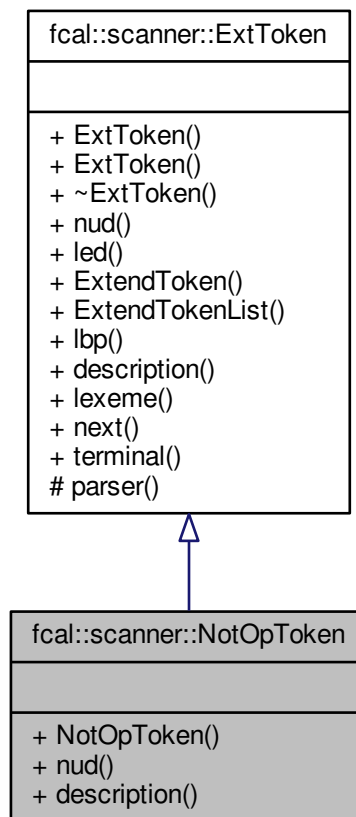 fcal::scanner::ExtToken
+ ExtToken()
+ ExtToken()
+ ~ExtToken()
+ nud()
+ led()
+ ExtendToken()
+ ExtendTokenList()
+ lbp()
+ description()
+ lexeme()
+ next()
+ terminal()
# parser()
fcal::scanner::NotOpToken
+ NotOpToken()
+ nud()
+ description()